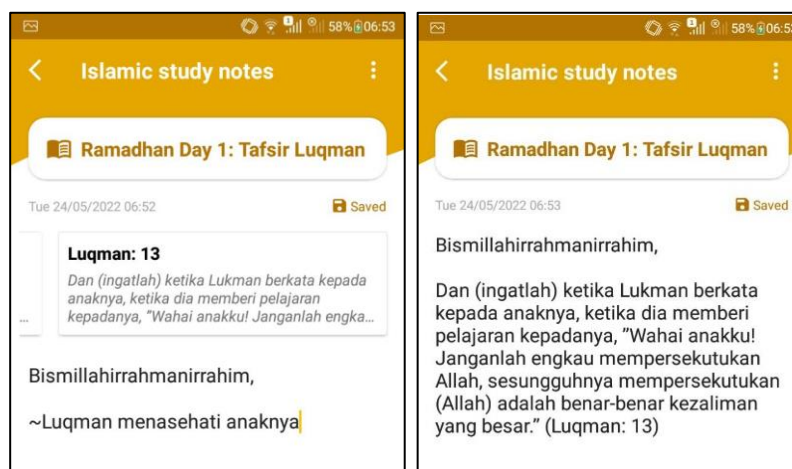 58% 06:53
Islamic study notes
Ramadhan Day 1: Tafsir Luqman
Tue 24/05/2022 06:52
Saved
...
Luqman: 13
Dan (ingatlah) ketika Lukman berkata kepada
anaknya, ketika dia memberi pelajaran
kepadanya, "Wahai anakku! Janganlah engka...
Bismillahirrahmanirrahim,
~Luqman menasehati anaknya
58% 06:53
Islamic study notes
Ramadhan Day 1: Tafsir Luqman
Tue 24/05/2022 06:53
Saved
Bismillahirrahmanirrahim,
Dan (ingatlah) ketika Lukman berkata
kepada anaknya, ketika dia memberi
pelajaran kepadanya, "Wahai anakku!
Janganlah engkau mempersekutukan
Allah, sesungguhnya mempersekutukan
(Allah) adalah benar-benar kezaliman
yang besar." (Luqman: 13)